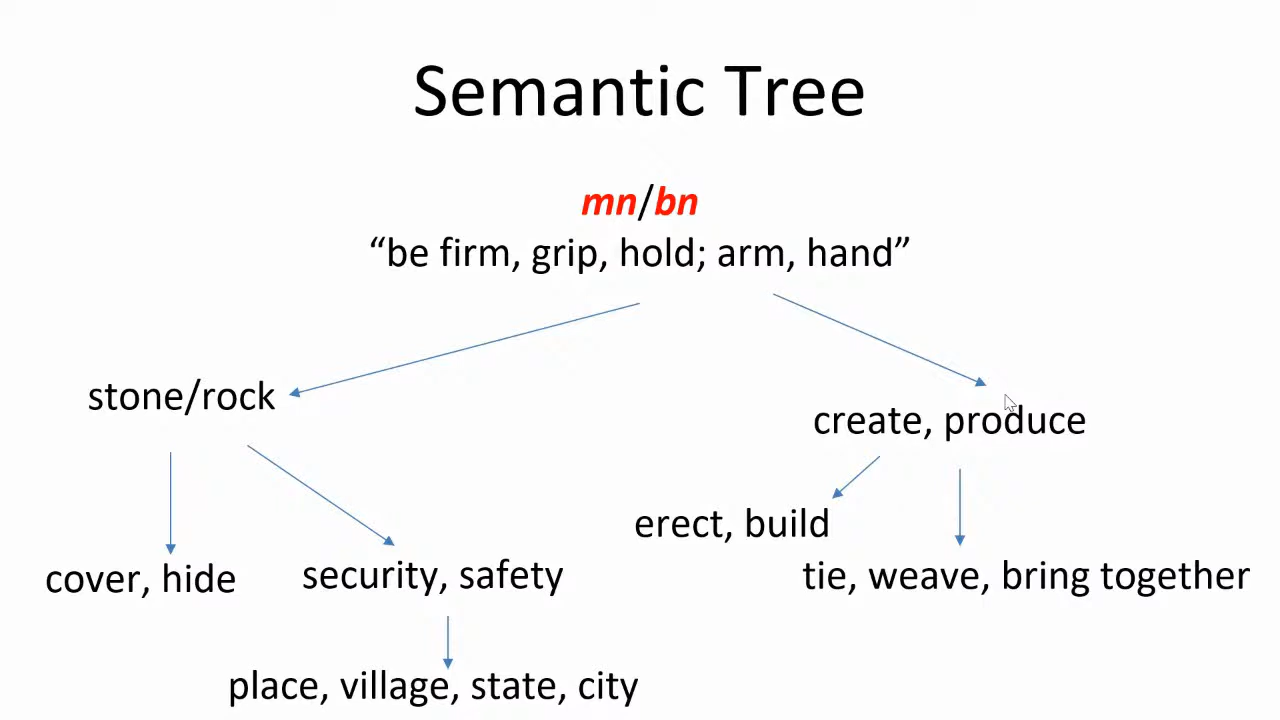 Semantic Tree
mn/bn
“be firm, grip, hold; arm, hand”
stone/rock
create, produce
erect, build
cover, hide
security, safety
tie, weave, bring together
place, village, state, city